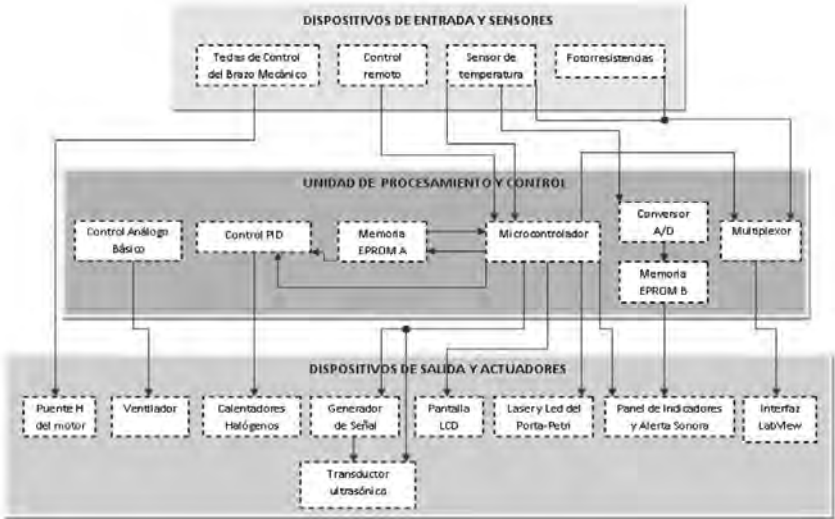 DISPOSITIVOS DE ENTRADA Y SENSORES
Teclas de Control
del Brazo Mecánico
Control
remoto
Sensor de
temperatura
Fotorresistencias
UNIDAD DE PROCESAMIENTO Y CONTROL
Control Análogo
Básico
Control PID
Memoria
EPROM A
Microcontrolador
Conversor
A/D
Multiplexor
Memoria
EPROM B
DISPOSITIVOS DE SALIDA Y ACTUADORES
Puente H
del motor
Ventilador
Calentadores
Halógenos
Generador
de Señal
Pantalla
LCD
Laser y Led del
Porta-Petri
Panel de Indicadores
y Alerta Sonora
Interfaz
LabView
Transductor
ultrasónico